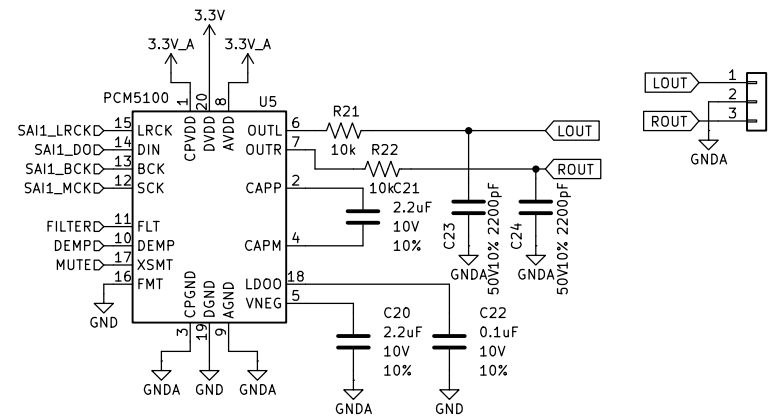 3.3V
3.3V_A
3.3V_A
PCM5100
U5
1
20
8
CPVDD
DVDD
AVDD
SAI1_LRCK 15 LRCK
SAI1_DO 14 DIN
SAI1_BCK 13 BCK
SAI1_MCK 12 SCK
FILTER 11 FLT
DEMP 10 DEMP
MUTE 17 XSMT
16 FMT
GND
OUTL 6
OUTR 7
CAPP 2
CAPM 4
LDOO 18
VNEG 5
CPGND
DGND
AGND
3
19
9
GNDA
GND
GNDA
R21
10k
R22
10k
C21
2.2uF
10V
10%
LOUT
ROUT
C23
50V10% 2200pF
GNDA
C24
50V10% 2200pF
GNDA
C20
2.2uF
10V
10%
GNDA
C22
0.1uF
10V
10%
GND
LOUT 1
2
ROUT 3
GNDA